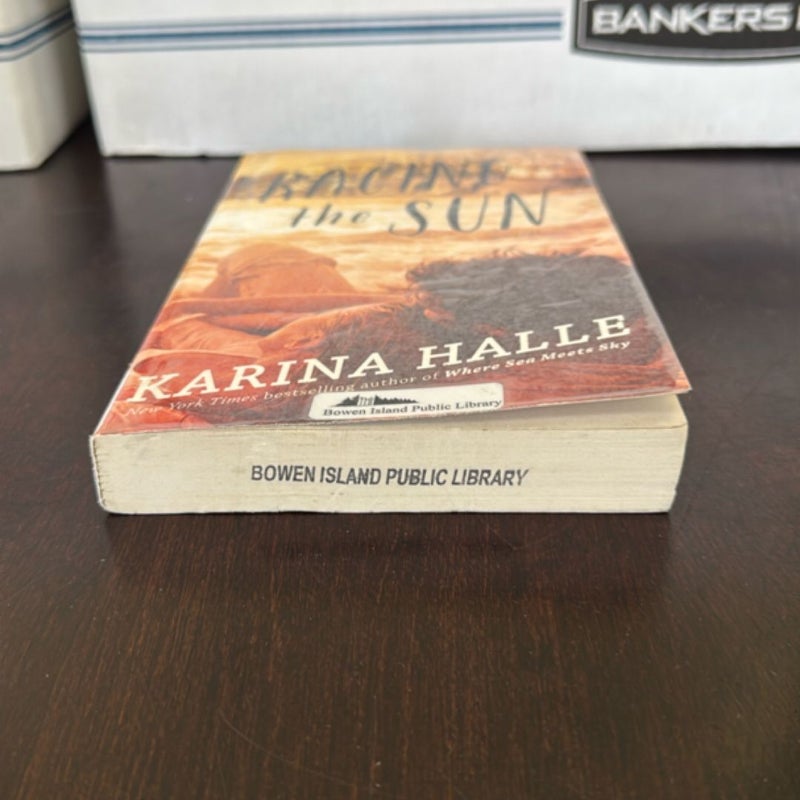 BANKERS
RACING
the SUN
KARINA HALLE
New York Times bestselling author of Where Sea Meets Sky
Bowen Island Public Library
BOWEN ISLAND PUBLIC LIBRARY